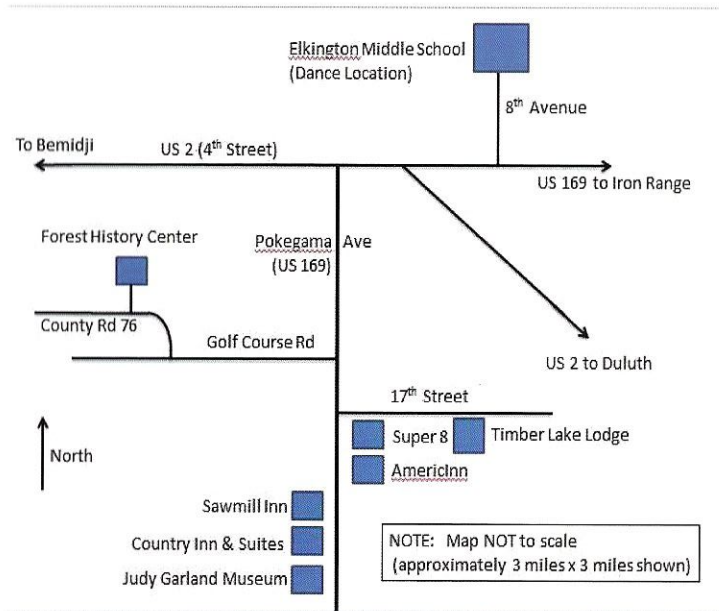 Elkington Middle School
(Dance Location)
8th Avenue
To Bemidji
US 2 (4th Street)
US 169 to Iron Range
Forest History Center
Pokegama Ave
(US 169)
County Rd 76
Golf Course Rd
US 2 to Duluth
17th Street
Super 8
Timber Lake Lodge
North
AmericInn
Sawmill Inn
Country Inn & Suites
NOTE: Map NOT to scale
(approximately 3 miles x 3 miles shown)
Judy Garland Museum